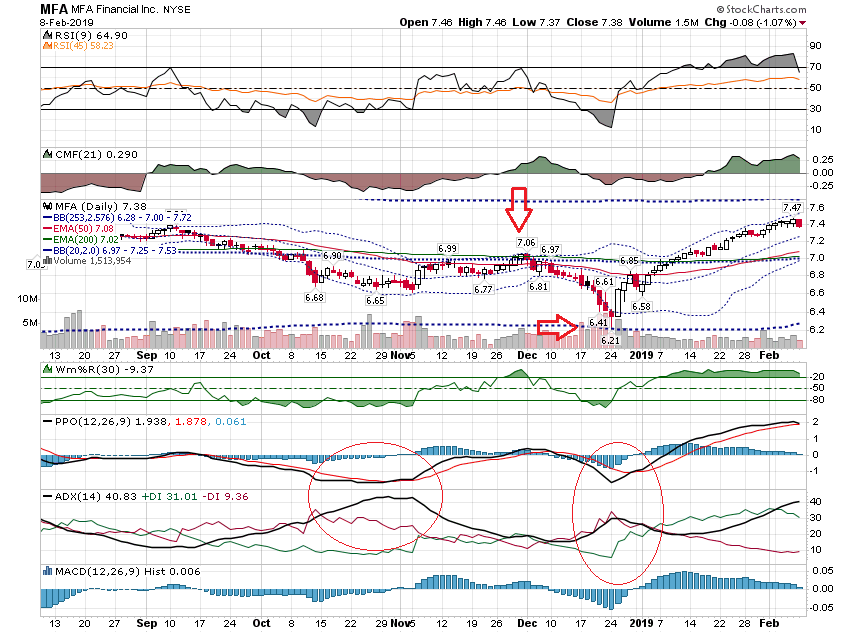 MFA MFA Financial Inc. NYSE
© StockCharts.com
8-Feb-2019
Open 7.46 High 7.46 Low 7.37 Close 7.38 Volume 1.5M Chg -0.08 (-1.07%)
RSI(9) 64.90
RSI(45) 58.23
90
70
50
30
10
CMF(21) 0.290
0.25
0.00
-0.25
MFA (Daily) 7.38
BB(253,2.576) 6.28 - 7.00 - 7.72
EMA(50) 7.08
EMA(200) 7.02
BB(20,2.0) 6.97 - 7.25 - 7.53
Volume 1,513,954
7.47
7.06
6.99
6.97
6.90
6.85
6.81
6.77
6.68
6.65
6.61
6.58
6.41
6.21
7.6
7.4
7.2
7.0
6.8
6.6
6.4
6.2
10M
5M
13 20 27 Sep 10 17 24 Oct 8 15 22 29 Nov 5 12 19 26 Dec 10 17 24 2019 7 14 22 28 Feb
Wm%R(30) -9.37
-20
-50
-80
PPO(12,26,9) 1.938, 1.878, 0.061
2
1
0
-1
ADX(14) 40.83 +DI 31.01 -DI 9.36
40
30
20
10
MACD(12,26,9) Hist 0.006
0.05
0.00
-0.05
13 20 27 Sep 10 17 24 Oct 8 15 22 29 Nov 5 12 19 26 Dec 10 17 24 2019 7 14 22 28 Feb